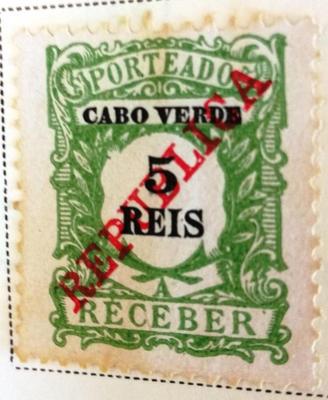 PORTEADO
CABO VERDE
5
REIS
REPUBLICA
A
RECEBER